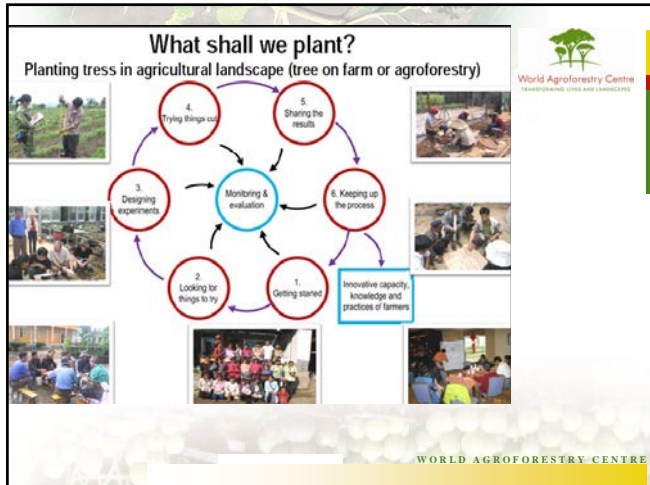 What shall we plant?
Planting tress in agricultural landscape (tree on farm or agroforestry)
World Agroforestry Centre
TRANSFORMING LIVES AND LANDSCAPES
4.
Trying things out
5.
Sharing the
results
3.
Designing
experiments
Monitoring &
evaluation
6. Keeping up
the process
2.
Looking for
things to try
1.
Getting started
Innovative capacity,
knowledge and
practices of farmers
WORLD AGROFORESTRY CENTRE